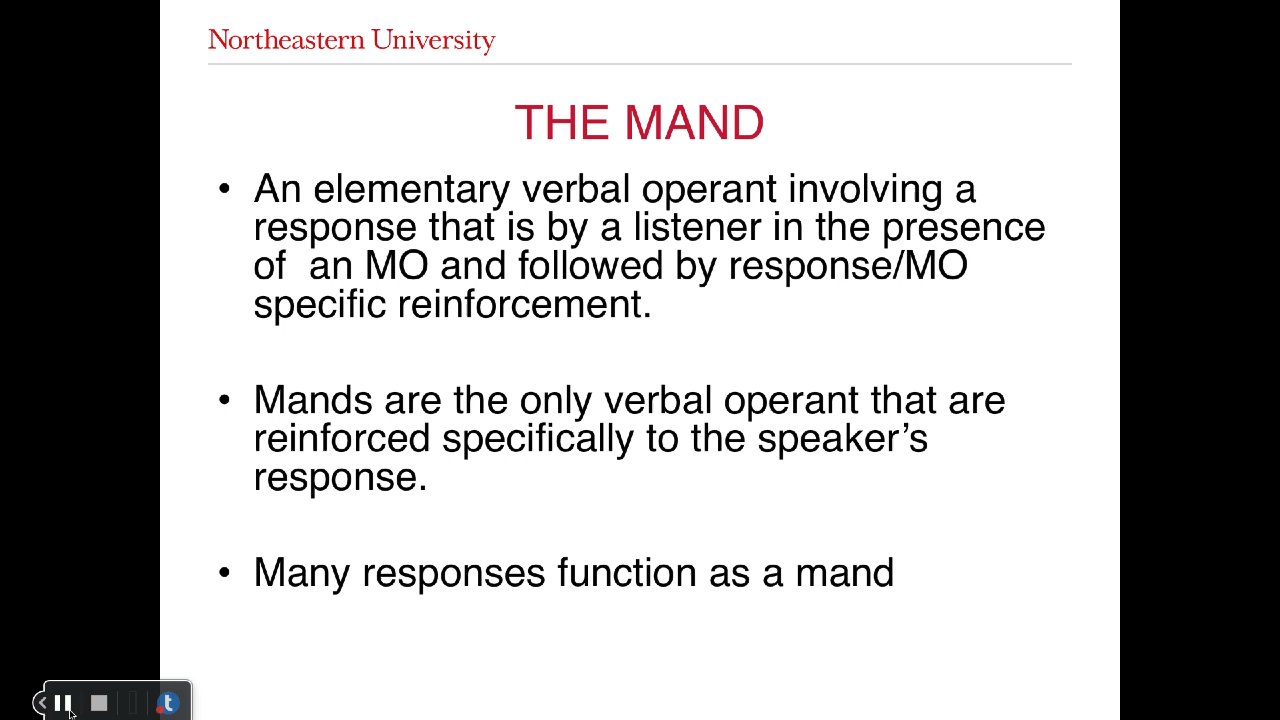 Northeastern University
THE MAND
• An elementary verbal operant involving a
response that is by a listener in the presence
of  an MO and followed by response/MO
specific reinforcement.
• Mands are the only verbal operant that are
reinforced specifically to the speaker’s
response.
• Many responses function as a mand
t